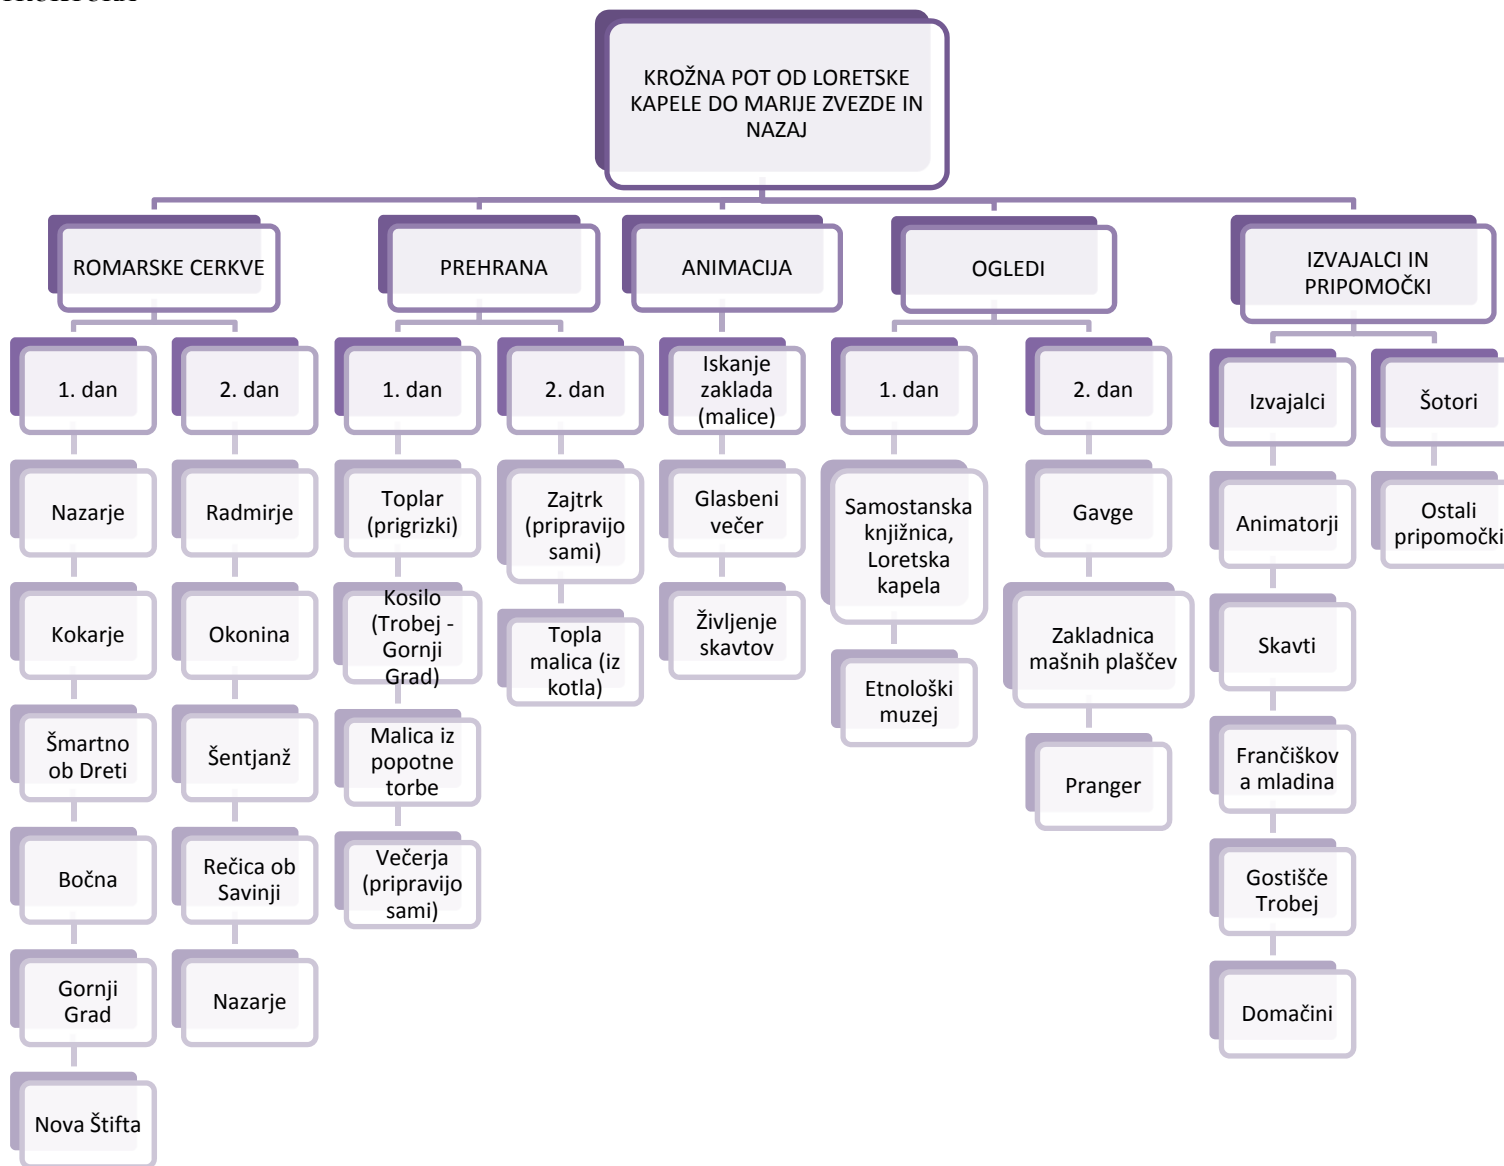 KROŽNA POT OD LORETSKE
KAPELE DO MARIJE ZVEZDE IN
NAZAJ
ROMARSKE CERKVE
1. dan
Nazarje
Kokarje
Šmartno
ob Dreti
Bočna
Gornji
Grad
Nova Štifta
2. dan
Radmirje
Okonina
Šentjanž
Rečica ob
Savinji
Nazarje
PREHRANA
1. dan
Toplar
(prigrizki)
Kosilo
(Trobej -
Gornji
Grad)
Malica iz
popotne
torbe
Večerja
(pripravijo
sami)
2. dan
Zajtrk
(pripravijo
sami)
Topla
malica (iz
kotla)
ANIMACIJA
Iskanje
zaklada
(malice)
Glasbeni
večer
Življenje
skavtov
OGLEDI
1. dan
Samostanska
knjižnica,
Loretska
kapela
Etnološki
muzej
2. dan
Gavge
Zakladnica
mašnih plaščev
Pranger
IZVAJALCI IN
PRIPOMOČKI
Izvajalci
Animatorji
Skavti
Frančiškov
a mladina
Gostišče
Trobej
Domačini
Šotori
Ostali
pripomočki